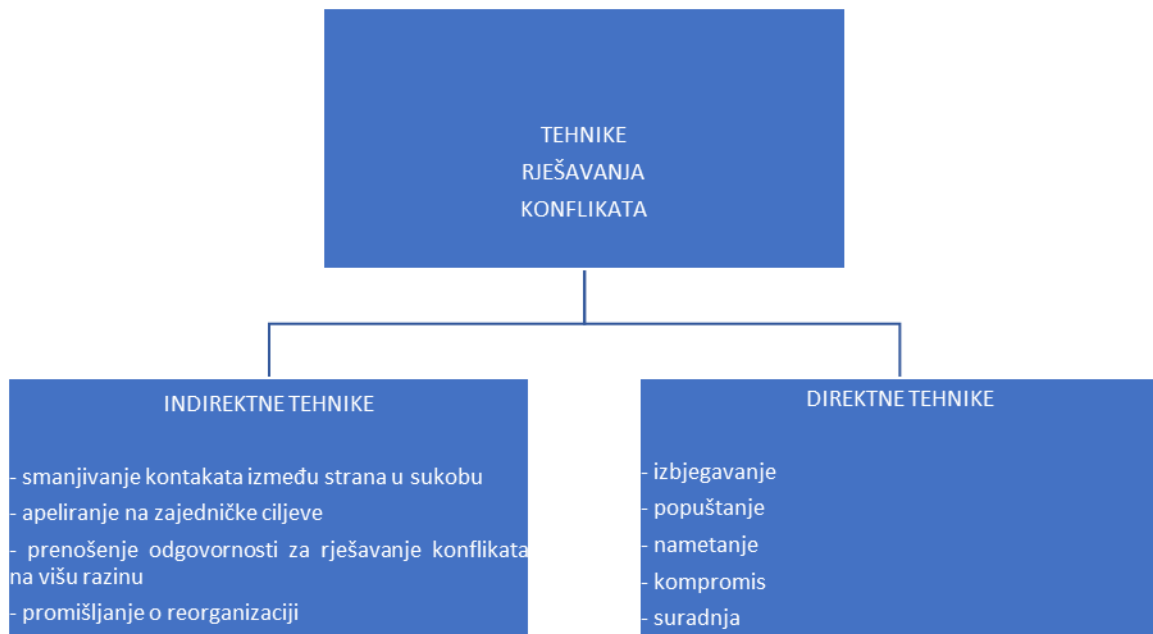 TEHNIKE
RJEŠAVANJA
KONFLIKATA
INDIREKTNE TEHNIKE
- smanjivanje kontakata između strana u sukobu
- apeliranje na zajedničke ciljeve
- prenošenje odgovornosti za rješavanje konflikata
na višu razinu
- promišljanje o reorganizaciji
DIREKTNE TEHNIKE
- izbjegavanje
- popuštanje
- nametanje
- kompromis
- suradnja